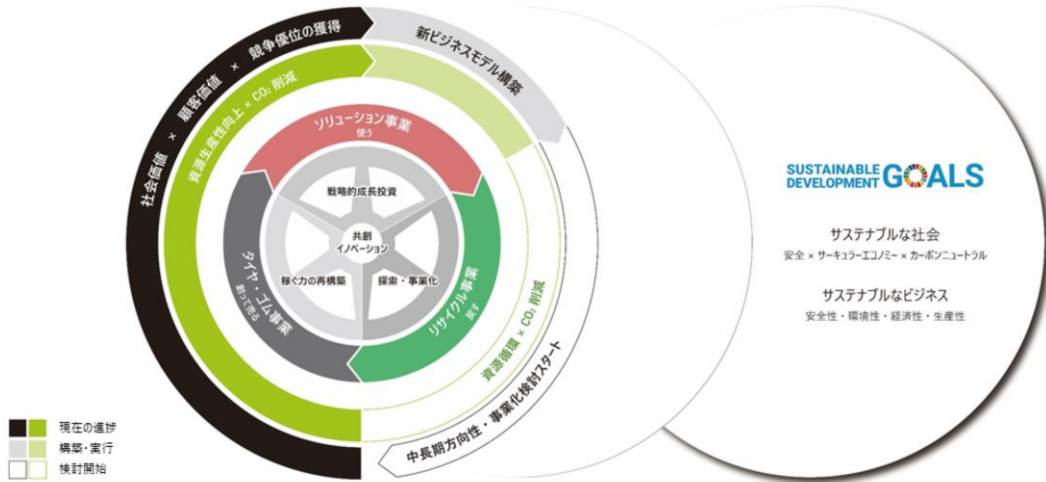 社会価値 × 顧客価値 × 競争優位の獲得
新ビジネスモデル構築
中長期方向性・事業化検討スタート
資源生産性向上 × CO₂ 削減
資源循環 × CO₂ 削減
ソリューション事業
使う
リサイクル事業
戻す
タイヤ・ゴム事業
創って売る
戦略的成長投資
共創
イノベーション
稼ぐ力の再構築
探索・事業化
SUSTAINABLE
DEVELOPMENT
GOALS
サステナブルな社会
安全 × サーキュラーエコノミー × カーボンニュートラル
サステナブルなビジネス
安全性・環境性・経済性・生産性
現在の進捗
構築・実行
検討開始